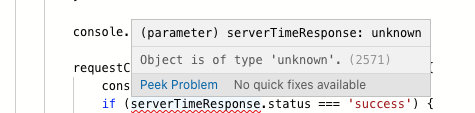 console.
(parameter) serverTimeResponse: unknown
Object is of type 'unknown'. (2571)
requestC
{
Peek Problem No quick fixes available
cons
if (serverTimeResponse.status === 'success') {